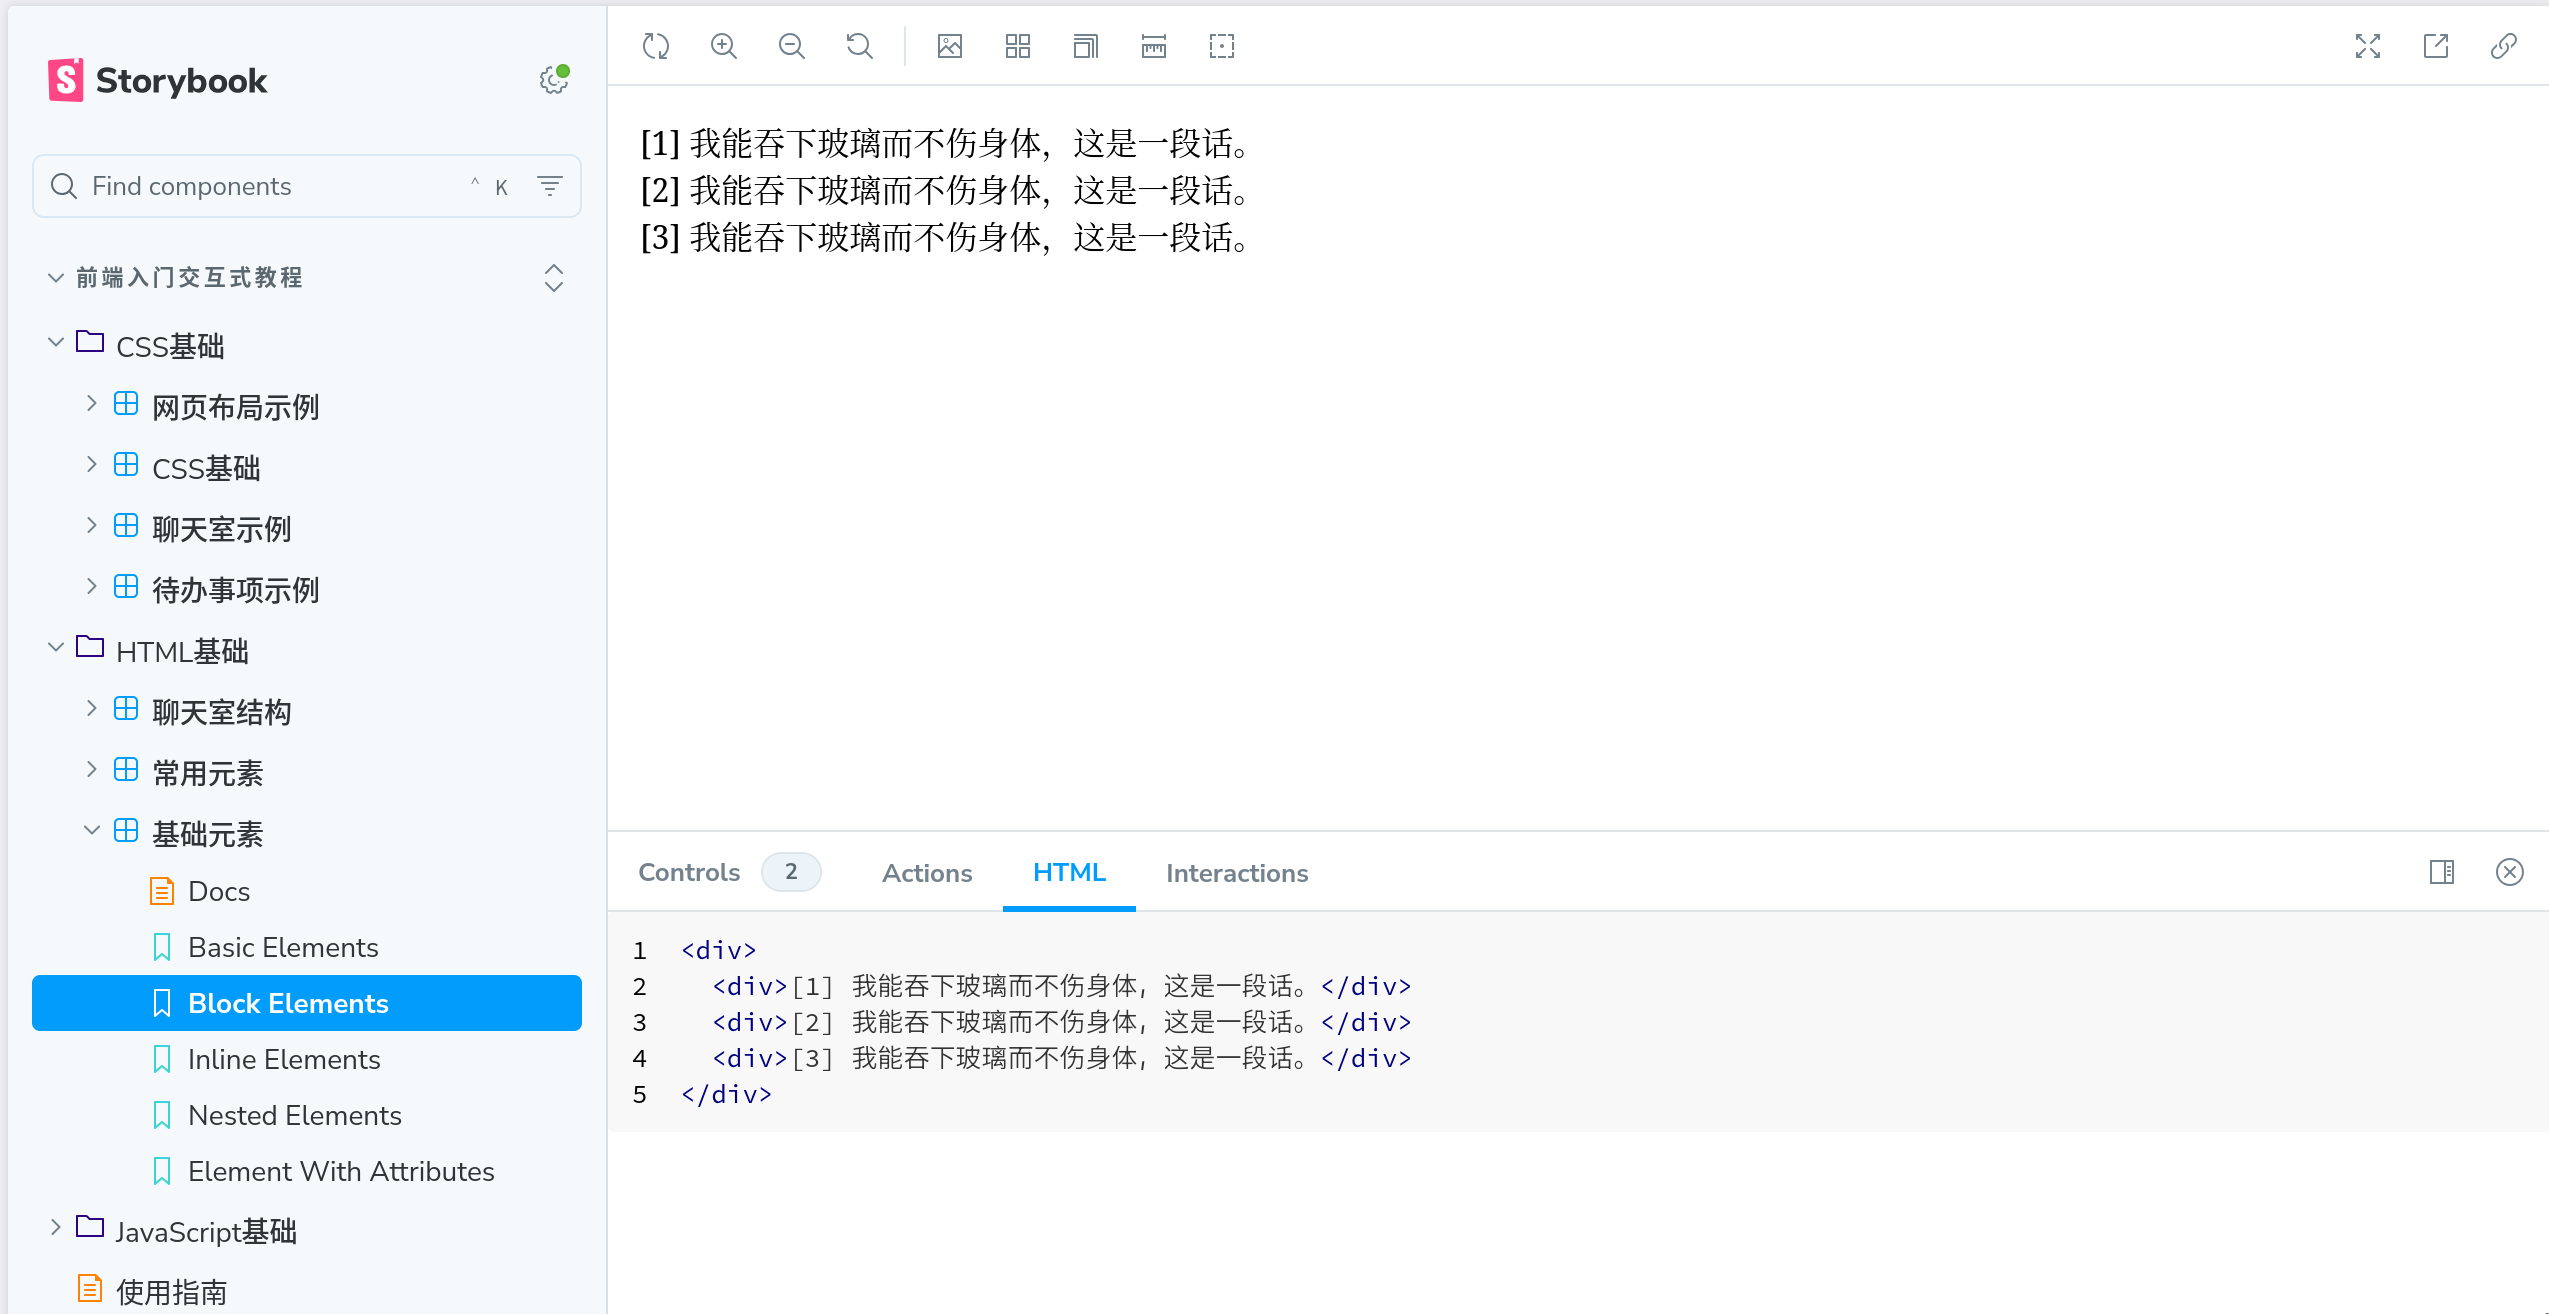 Storybook
Find components
^ K
前端入门交互式教程
CSS基础
网页布局示例
CSS基础
聊天室示例
待办事项示例
HTML基础
聊天室结构
常用元素
基础元素
Docs
Basic Elements
Block Elements
Inline Elements
Nested Elements
Element With Attributes
JavaScript基础
使用指南
[1] 我能吞下玻璃而不伤身体，这是一段话。
[2] 我能吞下玻璃而不伤身体，这是一段话。
[3] 我能吞下玻璃而不伤身体，这是一段话。
Controls 2 Actions HTML Interactions
1 <div>
2 <div>[1] 我能吞下玻璃而不伤身体，这是一段话。</div>
3 <div>[2] 我能吞下玻璃而不伤身体，这是一段话。</div>
4 <div>[3] 我能吞下玻璃而不伤身体，这是一段话。</div>
5 </div>